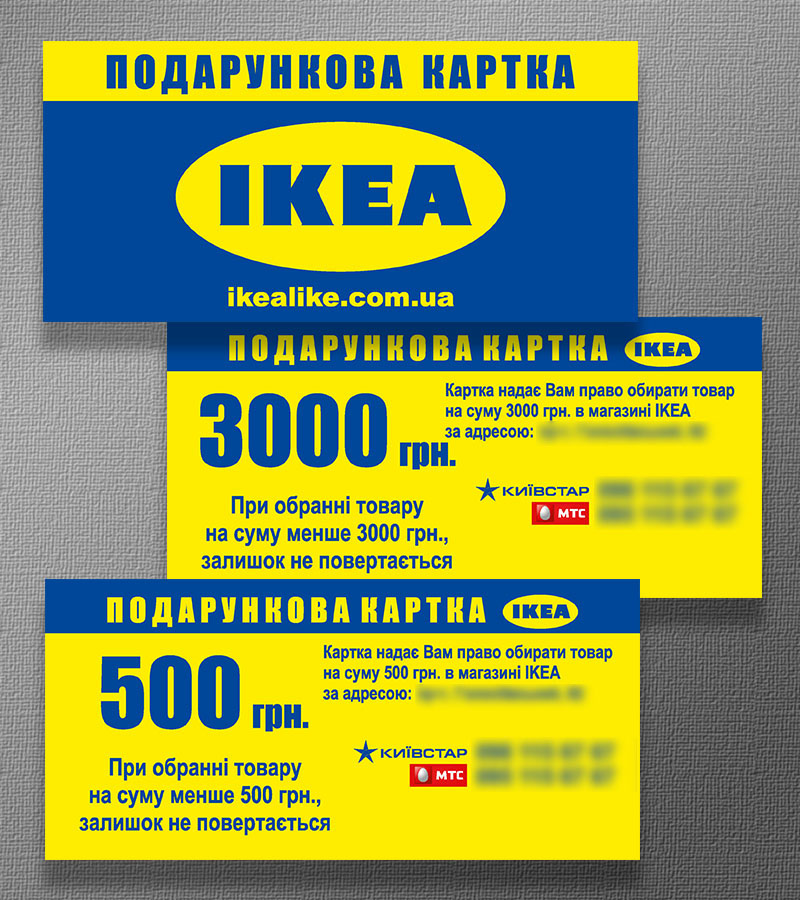 ПОДАРУНКОВА КАРТКА
IKEA
ikealike.com.ua
ПОДАРУНКОВА КАРТКА IKEA
3000 грн.
Картка надає Вам право обирати товар
на суму 3000 грн. в магазині IKEA
за адресою:
КИЇВСТАР
МТС
При обранні товару
на суму менше 3000 грн.,
залишок не повертається
ПОДАРУНКОВА КАРТКА IKEA
500 грн.
Картка надає Вам право обирати товар
на суму 500 грн. в магазині IKEA
за адресою:
КИЇВСТАР
МТС
При обранні товару
на суму менше 500 грн.,
залишок не повертається